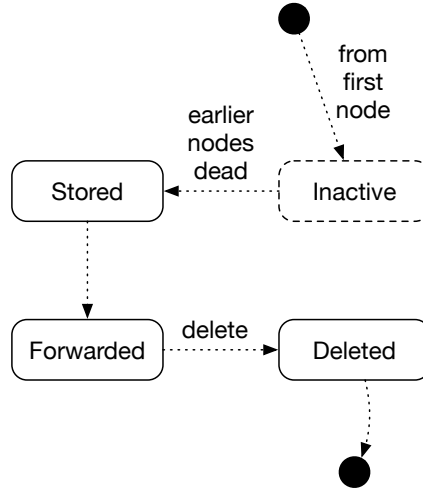 from
first
node
earlier
nodes
dead
Stored
Inactive
Forwarded
delete
Deleted